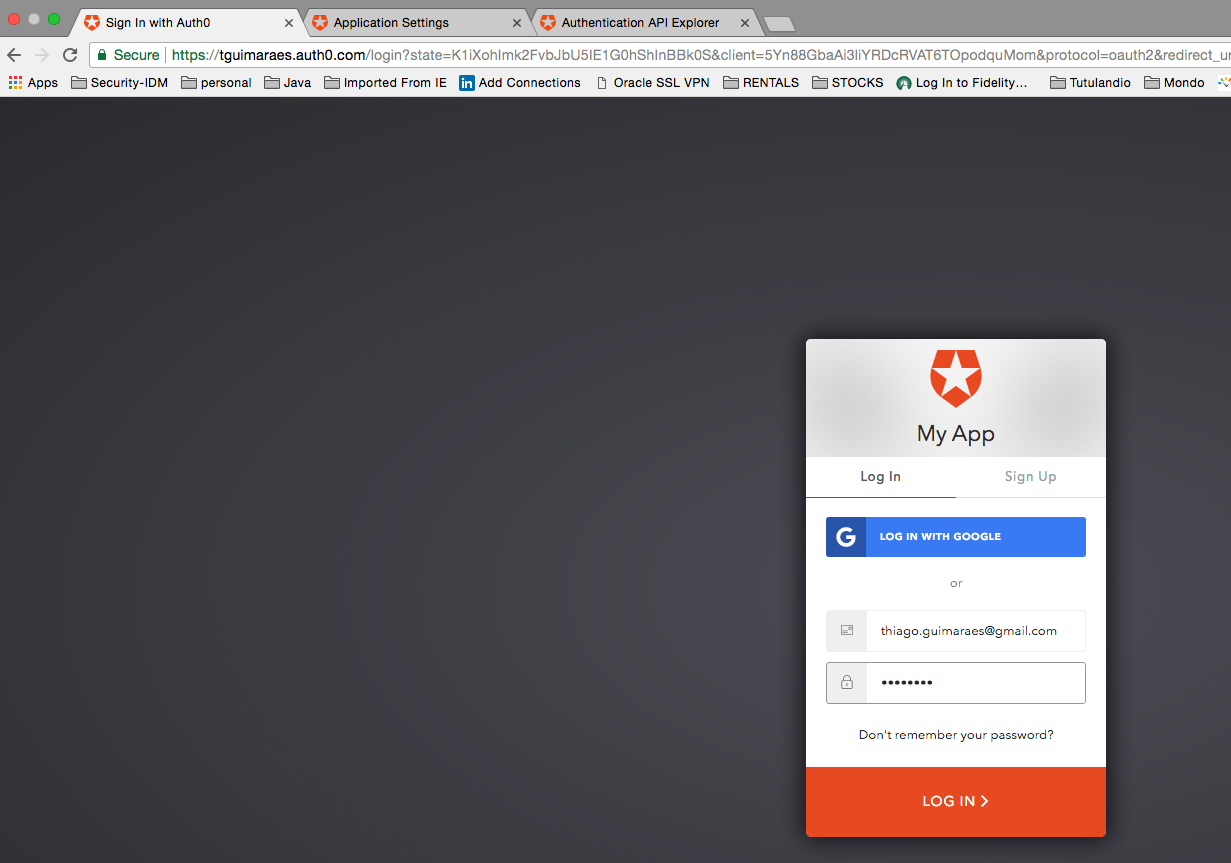 Sign In with Auth0
Application Settings
Authentication API Explorer
Secure
https://tguimaraes.auth0.com/login?state=K1iXohImk2FvbJbU5IE1G0hShInBBk0S&client=5Yn88GbaAi3liYRDcRVAT6TOpodquMom&protocol=oauth2&redirect_ur
Apps Security-IDM personal Java Imported From IE Add Connections Oracle SSL VPN RENTALS STOCKS Log In to Fidelity... Tutulandio Mondo
My App
Log In
Sign Up
G LOG IN WITH GOOGLE
or
thiago.guimaraes@gmail.com
••••••••
Don't remember your password?
LOG IN >